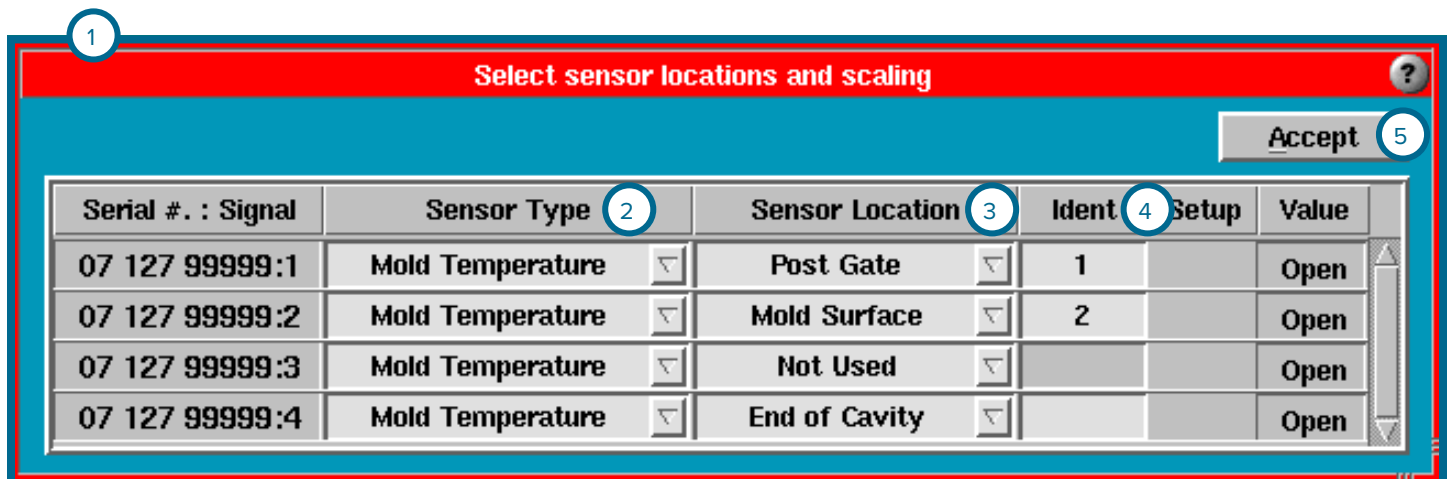 1
Select sensor locations and scaling ?
Accept 5
Serial #. : Signal Sensor Type 2 Sensor Location 3 Ident 4 Setup Value
07 127 99999:1 Mold Temperature Post Gate 1 Open
07 127 99999:2 Mold Temperature Mold Surface 2 Open
07 127 99999:3 Mold Temperature Not Used Open
07 127 99999:4 Mold Temperature End of Cavity Open